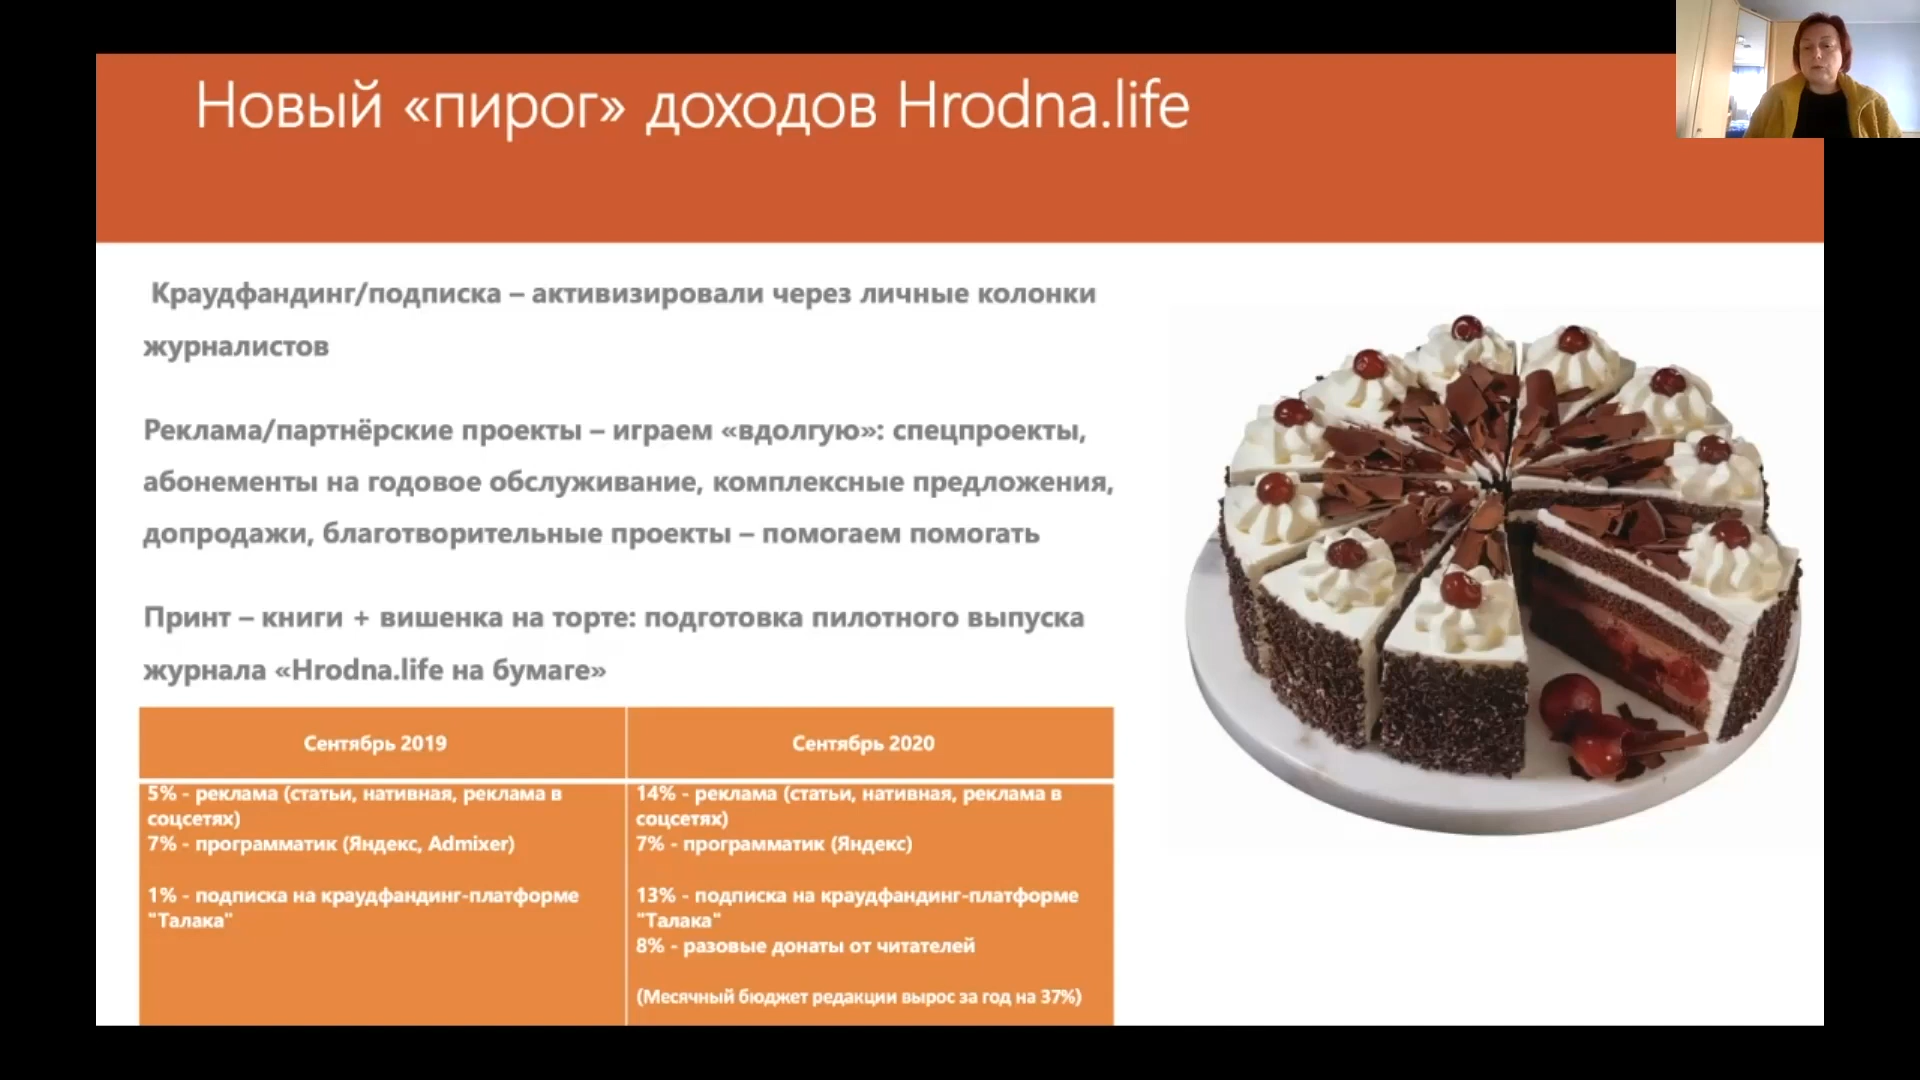 Новый «пирог» доходов Hrodna.life
Краудфандинг/подписка – активизировали через личные колонки
журналистов
Реклама/партнёрские проекты – играем «вдолгую»: спецпроекты,
абонементы на годовое обслуживание, комплексные предложения,
допродажи, благотворительные проекты – помогаем помогать
Принт – книги + вишенка на торте: подготовка пилотного выпуска
журнала «Hrodna.life на бумаге»
Сентябрь 2019
5% - реклама (статьи, нативная, реклама в
соцсетях)
7% - программатик (Яндекс, Admixer)
1% - подписка на краудфандинг-платформе
"Талака"
Сентябрь 2020
14% - реклама (статьи, нативная, реклама в
соцсетях)
7% - программатик (Яндекс)
13% - подписка на краудфандинг-платформе
"Талака"
8% - разовые донаты от читателей
(Месячный бюджет редакции вырос за год на 37%)